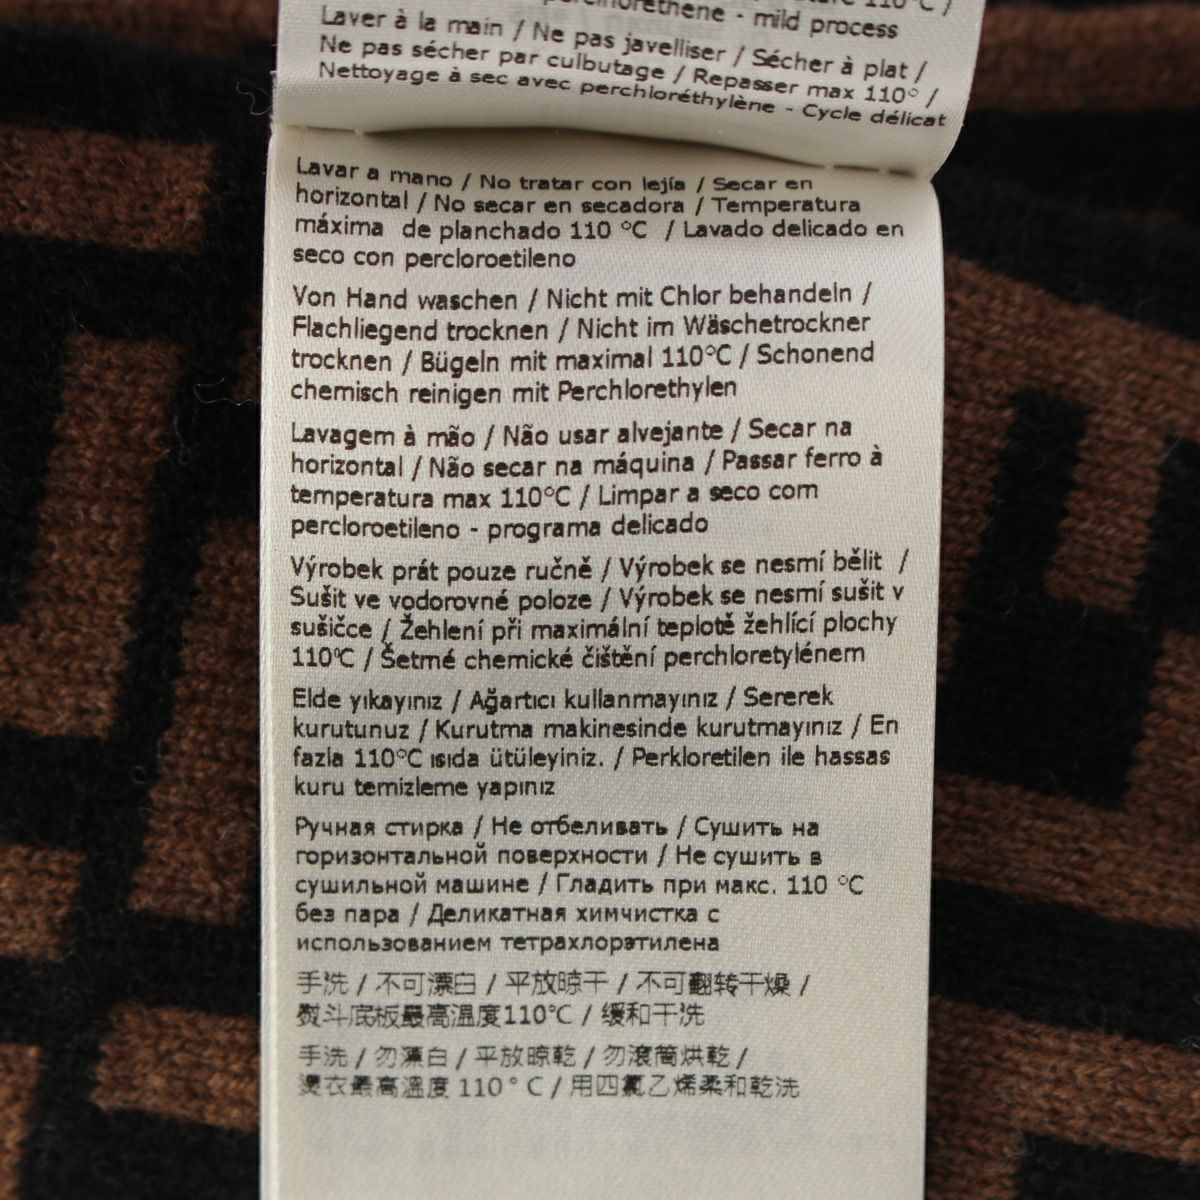 perchlorethene - mild process
Laver à la main / Ne pas javelliser / Sécher à plat /
Ne pas sécher par culbutage / Repasser max 110° /
Nettoyage à sec avec perchloréthylène - Cycle délicat
Lavar a mano / No tratar con lejía / Secar en
horizontal / No secar en secadora / Temperatura
máxima de planchado 110 °C / Lavado delicado en
seco con percloroetileno
Von Hand waschen / Nicht mit Chlor behandeln /
Flachliegend trocknen / Nicht im Wäschetrockner
trocknen / Bügeln mit maximal 110°C / Schonend
chemisch reinigen mit Perchlorethylen
Lavagem à mão / Não usar alvejante / Secar na
horizontal / Não secar na máquina / Passar ferro à
temperatura max 110°C / Limpar a seco com
percloroetileno - programa delicado
Výrobek prát pouze ručně / Výrobek se nesmí bělit /
Sušit ve vodorovné poloze / Výrobek se nesmí sušit v
sušičce / Žehlení při maximální teplotě žehlící plochy
110℃ / Šetrné chemické čištění perchloretylénem
Elde yıkayınız / Ağartıcı kullanmayınız / Sererek
kurutunuz / Kurutma makinesinde kurutmayınız / En
fazla 110°C ısıda ütüleyiniz. / Perkloretilen ile hassas
kuru temizleme yapınız
Ручная стирка / Не отбеливать / Сушить на
горизонтальной поверхности / Не сушить в
сушильной машине / Гладить при макс. 110 °C
без пара / Деликатная химчистка с
использованием тетрахлорэтилена
手洗 / 不可漂白 / 平放晾干 / 不可翻转干燥 /
熨斗底板最高温度110℃ / 缓和干洗
手洗 / 勿漂白 / 平放晾乾 / 勿滾筒烘乾 /
燙衣最高溫度 110 ° C / 用四氯乙烯柔和乾洗